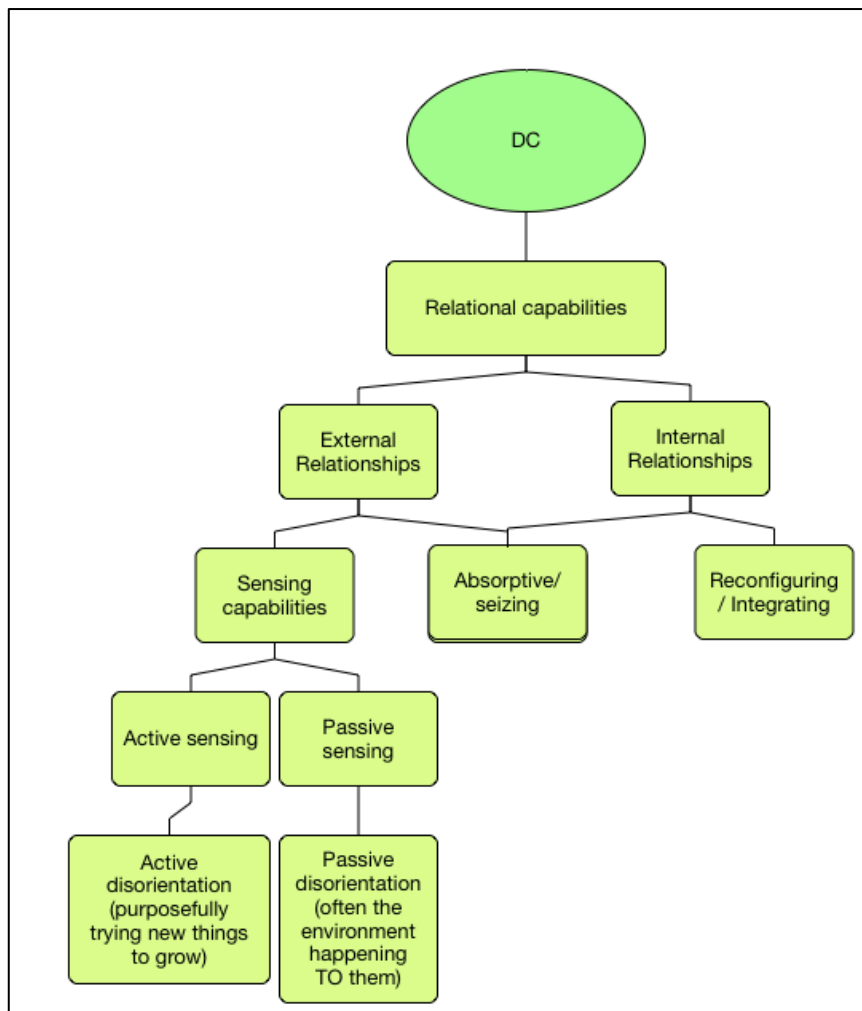 DC
Relational capabilities
External
Relationships
Internal
Relationships
Sensing
capabilities
Absorptive/
seizing
Reconfiguring
/ Integrating
Active sensing
Passive
sensing
Active
disorientation
(purposefully
trying new things
to grow)
Passive
disorientation
(often the
environment
happening
TO them)